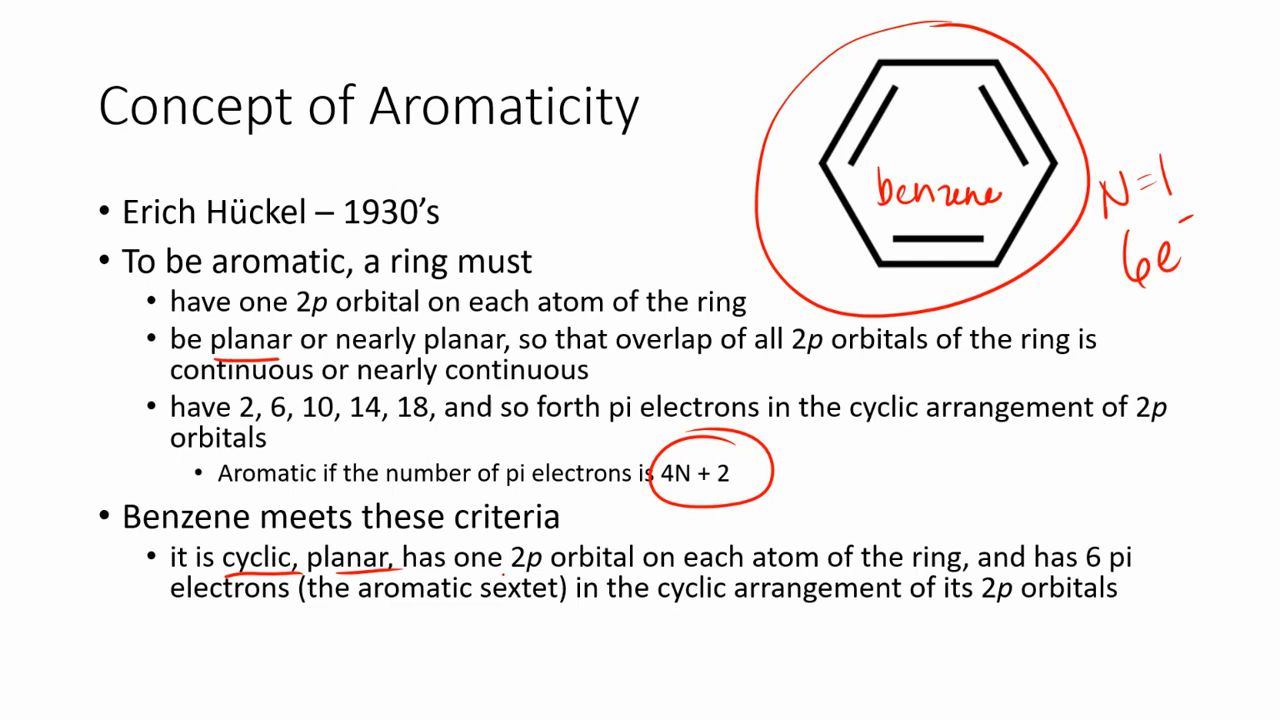 Concept of Aromaticity
benzene
N=1
6e⁻
• Erich Hückel – 1930’s
• To be aromatic, a ring must
• have one 2p orbital on each atom of the ring
• be planar or nearly planar, so that overlap of all 2p orbitals of the ring is
continuous or nearly continuous
• have 2, 6, 10, 14, 18, and so forth pi electrons in the cyclic arrangement of 2p
orbitals
• Aromatic if the number of pi electrons is 4N + 2
• Benzene meets these criteria
• it is cyclic, planar, has one 2p orbital on each atom of the ring, and has 6 pi
electrons (the aromatic sextet) in the cyclic arrangement of its 2p orbitals